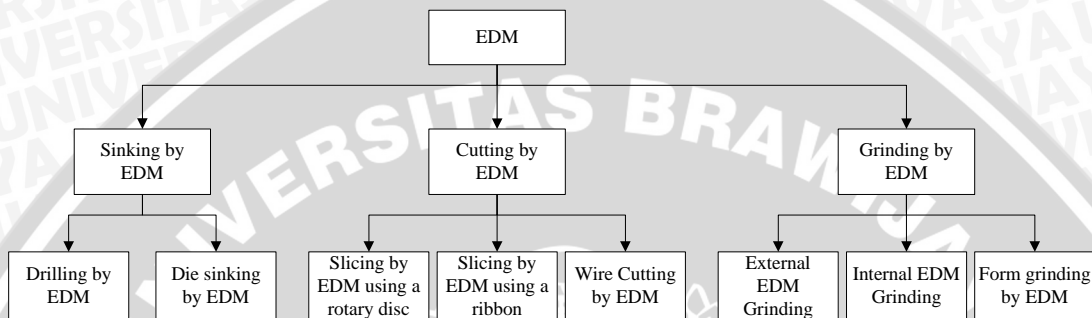 EDM
Sinking by
EDM
Cutting by
EDM
Grinding by
EDM
Drilling by
EDM
Die sinking
by EDM
Slicing by
EDM using a
rotary disc
Slicing by
EDM using a
ribbon
Wire Cutting
by EDM
External
EDM
Grinding
Internal EDM
Grinding
Form grinding
by EDM